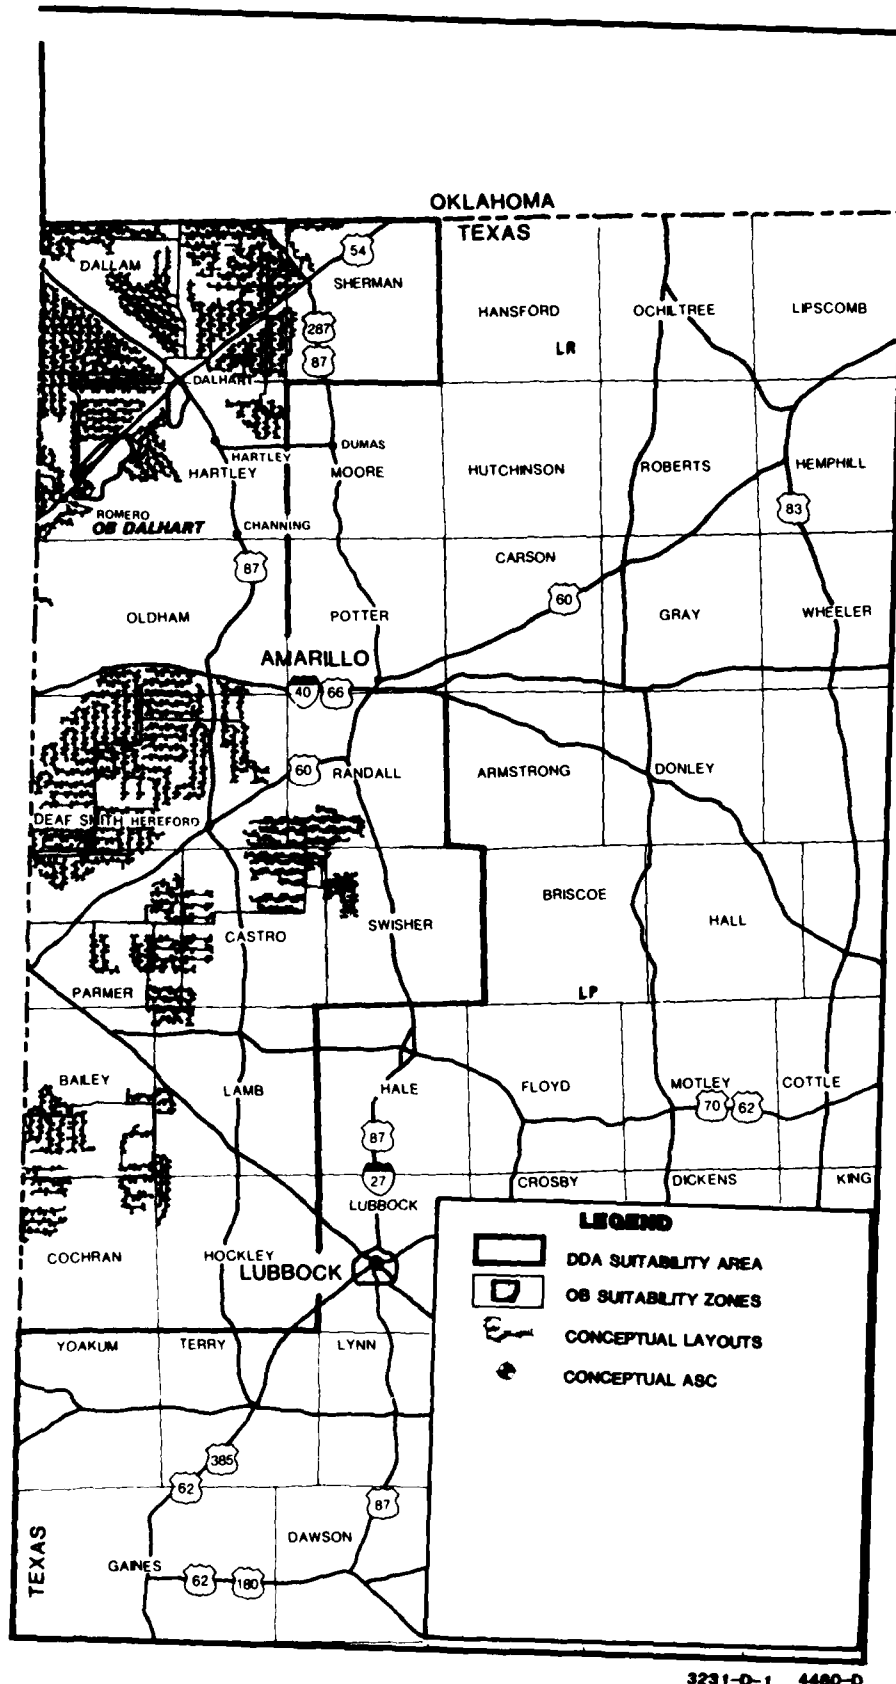 OKLAHOMA
TEXAS
54
DALLAM
SHERMAN
HANSFORD
OCHILTREE
LIPSCOMB
287
LR
87
DALHART
DUMAS
HARTLEY
HARTLEY
MOORE
HUTCHINSON
ROBERTS
HEMPHILL
ROMERO
OB DALHART
CHANNING
83
CARSON
87
60
OLDHAM
POTTER
GRAY
WHEELER
AMARILLO
40
66
60
RANDALL
ARMSTRONG
DONLEY
DEAF SMITH
HEREFORD
BRISCOE
HALL
CASTRO
SWISHER
PARMER
LP
BAILEY
LAMB
HALE
FLOYD
MOTLEY
COTTLE
70
62
87
27
CROSBY
DICKENS
KING
LUBBOCK
COCHRAN
HOCKLEY
LUBBOCK
LEGEND
DDA SUITABILITY AREA
OB SUITABILITY ZONES
CONCEPTUAL LAYOUTS
CONCEPTUAL ASC
YOAKUM
TERRY
LYNN
385
62
87
DAWSON
GAINES
62
180
TEXAS
3231-D-1 4460-D